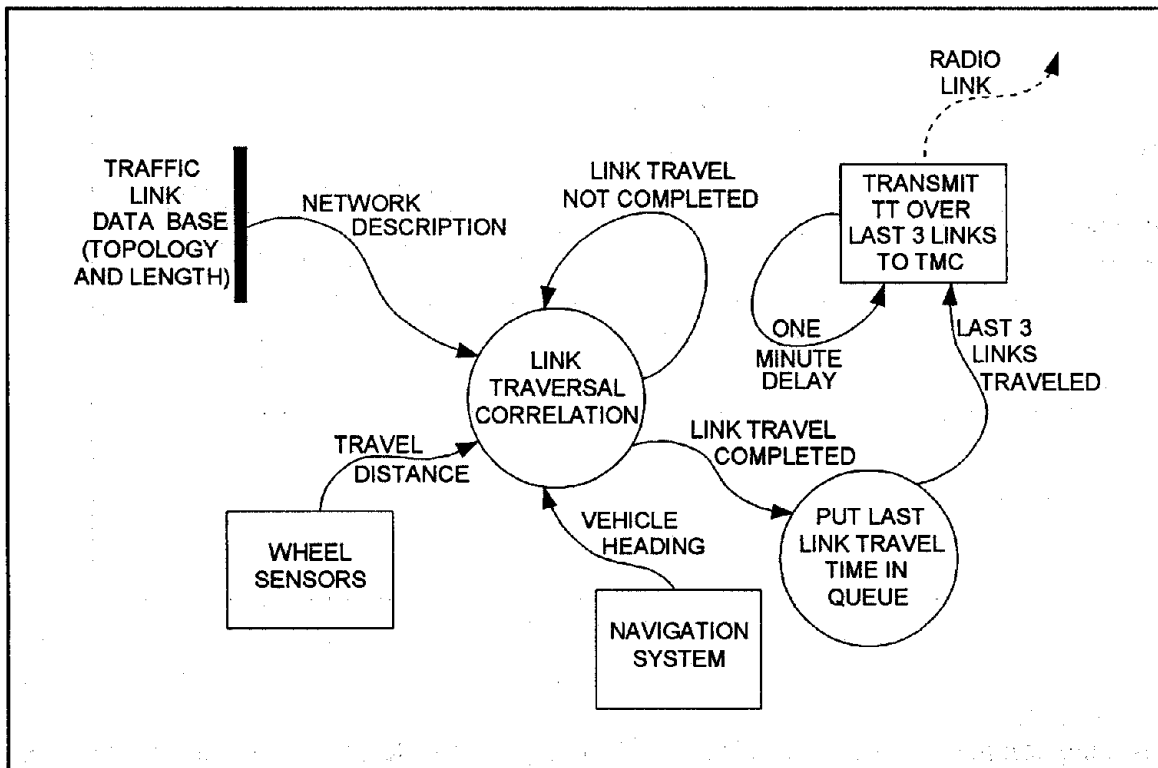 RADIO
LINK
TRAFFIC
LINK
DATA BASE
(TOPOLOGY
AND LENGTH)
NETWORK
DESCRIPTION
LINK TRAVEL
NOT COMPLETED
TRANSMIT
TT OVER
LAST 3 LINKS
TO TMC
ONE
MINUTE
DELAY
LAST 3
LINKS
TRAVELED
LINK
TRAVERSAL
CORRELATION
TRAVEL
DISTANCE
LINK TRAVEL
COMPLETED
WHEEL
SENSORS
VEHICLE
HEADING
PUT LAST
LINK TRAVEL
TIME IN
QUEUE
NAVIGATION
SYSTEM